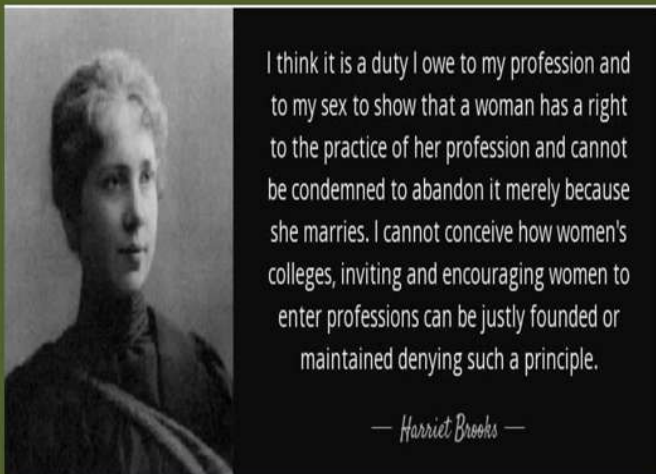 I think it is a duty I owe to my profession and
to my sex to show that a woman has a right
to the practice of her profession and cannot
be condemned to abandon it merely because
she marries. I cannot conceive how women's
colleges, inviting and encouraging women to
enter professions can be justly founded or
maintained denying such a principle.
— Harriet Brooks —